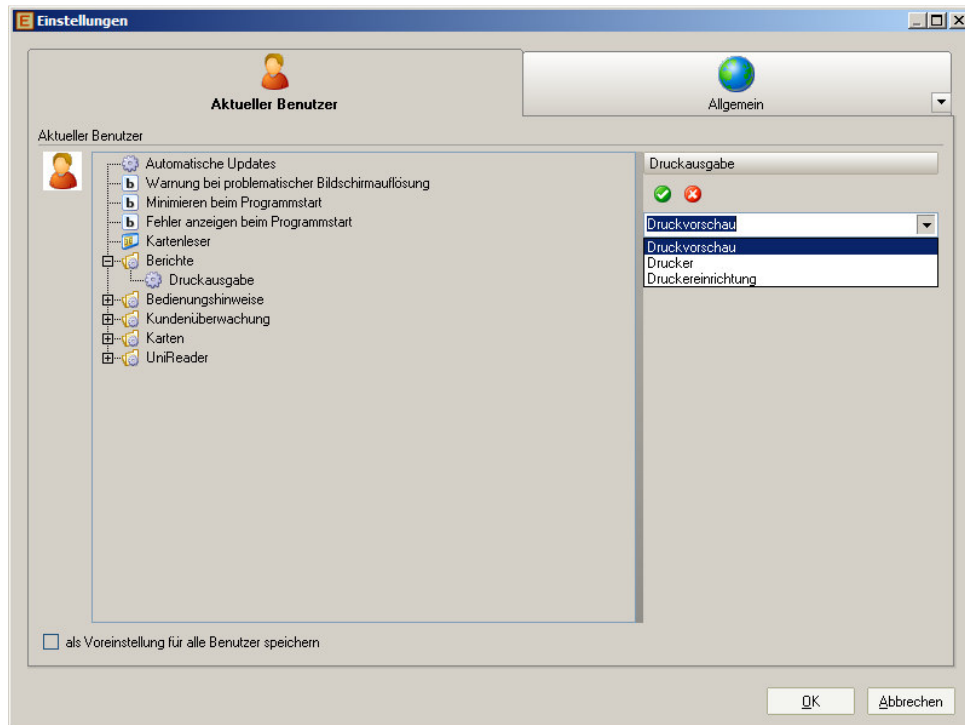 Einstellungen
Aktueller Benutzer
Allgemein
Aktueller Benutzer
Automatische Updates
Warnung bei problematischer Bildschirmauflösung
Minimieren beim Programmstart
Fehler anzeigen beim Programmstart
Kartenleser
Berichte
Druckausgabe
Bedienungshinweise
Kundenüberwachung
Karten
UniReader
Druckausgabe
Druckvorschau
Druckvorschau
Drucker
Druckereinrichtung
als Voreinstellung für alle Benutzer speichern
OK
Abbrechen